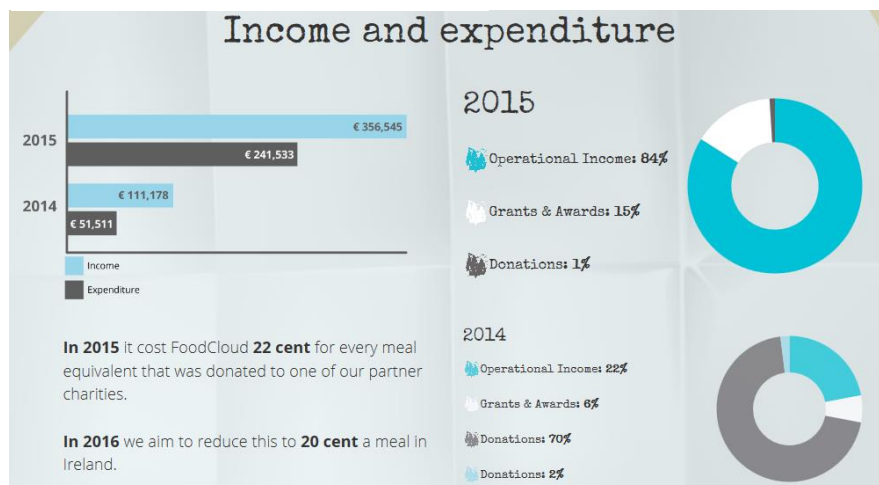 Income and expenditure
2015
€ 356,545
€ 241,533
2014
€ 111,178
€ 51,511
Income
Expenditure
In 2015 it cost FoodCloud 22 cent for every meal
equivalent that was donated to one of our partner
charities.
In 2016 we aim to reduce this to 20 cent a meal in
Ireland.
2015
Operational Income: 84%
Grants & Awards: 15%
Donations: 1%
2014
Operational Income: 22%
Grants & Awards: 6%
Donations: 70%
Donations: 2%